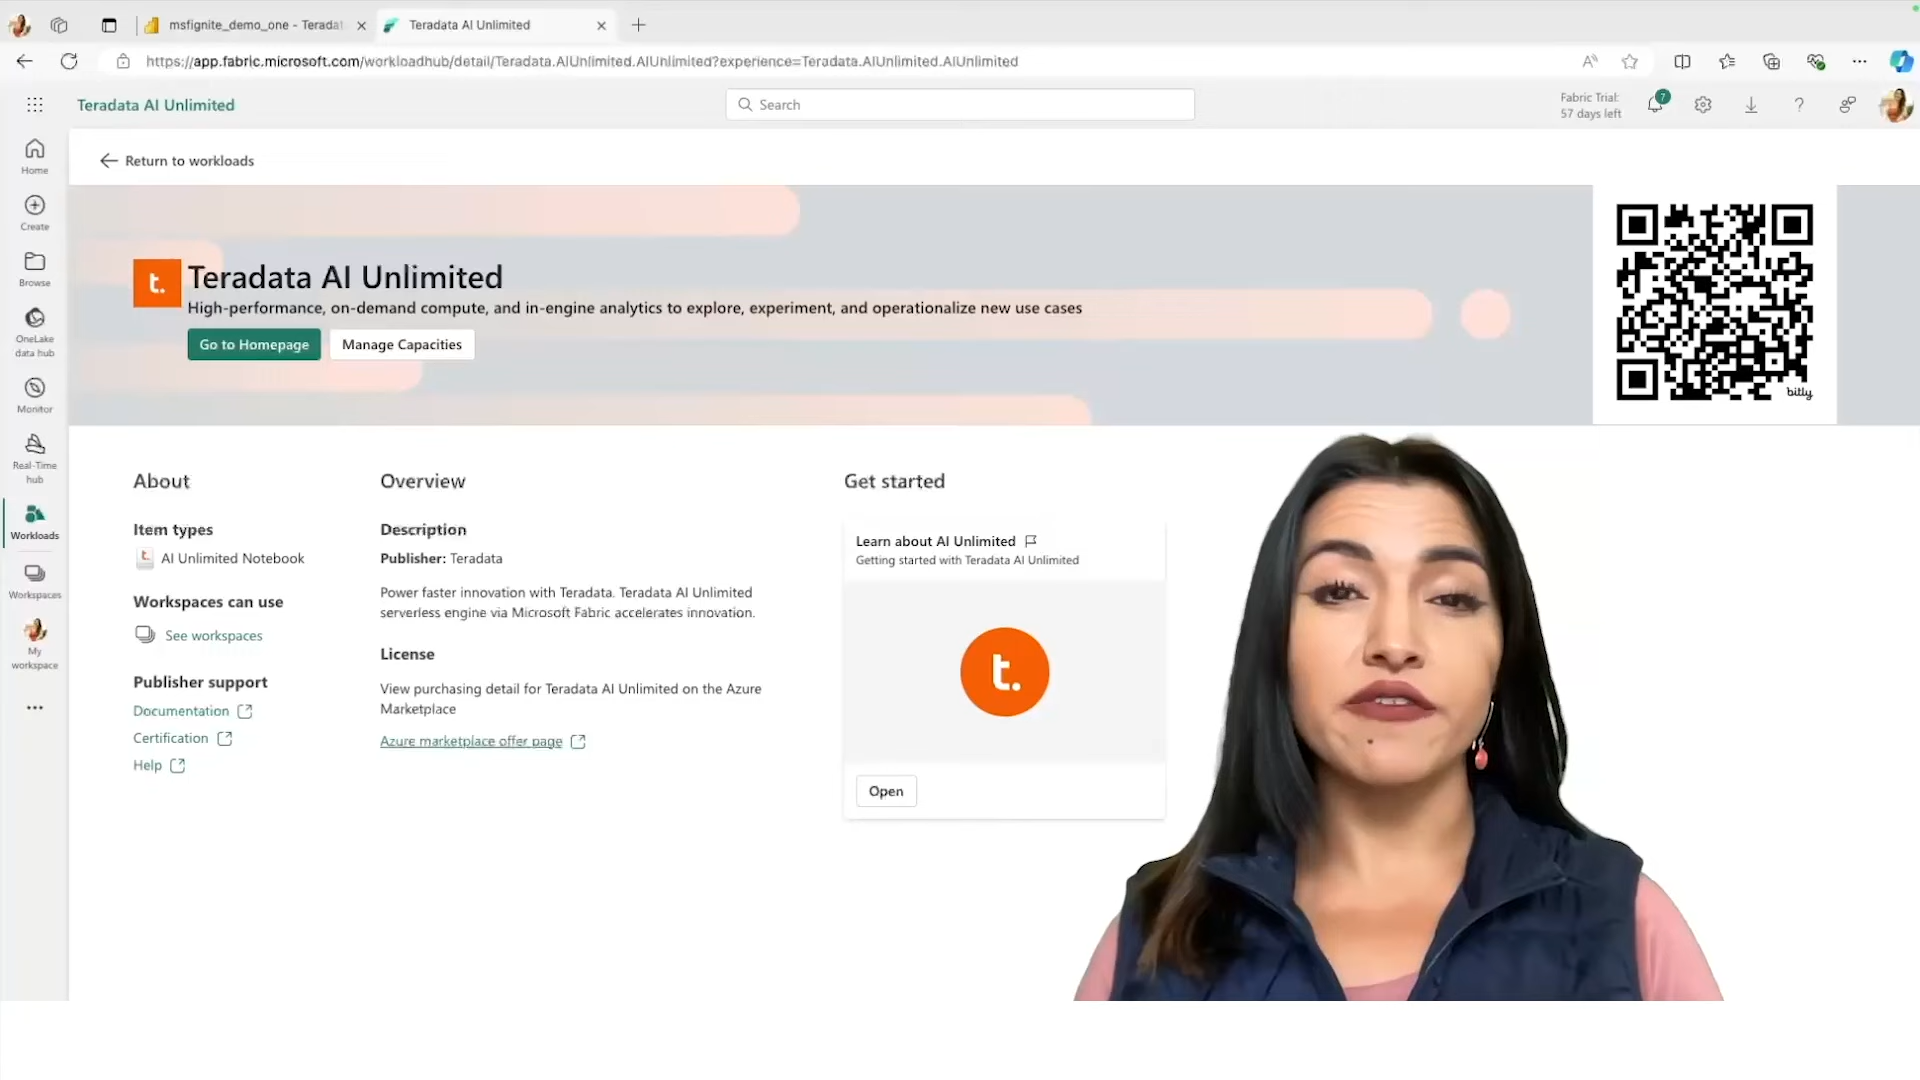 msfignite_demo_one - Teradat
Teradata AI Unlimited
https://app.fabric.microsoft.com/workloadhub/detail/Teradata.AIUnlimited.AIUnlimited?experience=Teradata.AIUnlimited.AIUnlimited
Teradata AI Unlimited
Search
Fabric Trial:
57 days left
7
Home
Create
Browse
OneLake
data hub
Monitor
Real-Time
hub
Workloads
Workspaces
My
workspace
Return to workloads
t.
Teradata AI Unlimited
High-performance, on-demand compute, and in-engine analytics to explore, experiment, and operationalize new use cases
Go to Homepage
Manage Capacities
bitly
About
Item types
AI Unlimited Notebook
Workspaces can use
See workspaces
Publisher support
Documentation
Certification
Help
Overview
Description
Publisher: Teradata
Power faster innovation with Teradata. Teradata AI Unlimited
serverless engine via Microsoft Fabric accelerates innovation.
License
View purchasing detail for Teradata AI Unlimited on the Azure
Marketplace
Azure marketplace offer page
Get started
Learn about AI Unlimited
Getting started with Teradata AI Unlimited
t.
Open